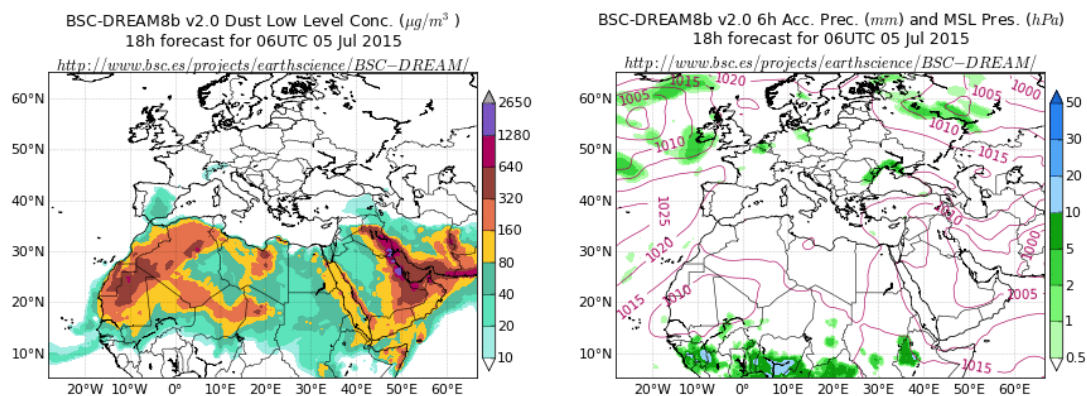 BSC-DREAM8b v2.0 Dust Low Level Conc. (μg/m³ )
18h forecast for 06UTC 05 Jul 2015
http://www.bsc.es/projects/earthscience/BSC−DREAM/
60°N
50°N
40°N
30°N
20°N
10°N
20°W
10°W
0°
10°E
20°E
30°E
40°E
50°E
60°E
2650
1280
640
320
160
80
40
20
10
BSC-DREAM8b v2.0 6h Acc. Prec. (mm) and MSL Pres. (hPa)
18h forecast for 06UTC 05 Jul 2015
http://www.bsc.es/projects/earthscience/BSC−DREAM/
60°N
50°N
40°N
30°N
20°N
10°N
20°W
10°W
0°
10°E
20°E
30°E
40°E
50°E
60°E
50
30
20
10
5
2
1
0.5
1015
1020
1005
1010
1005
1000
1010
1015
1025
1020
1015
1010
1010
1000
1005
1015